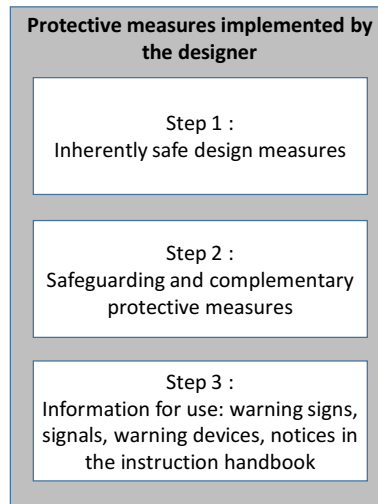 Protective measures implemented by
the designer
Step 1 :
Inherently safe design measures
Step 2 :
Safeguarding and complementary
protective measures
Step 3 :
Information for use: warning signs,
signals, warning devices, notices in
the instruction handbook